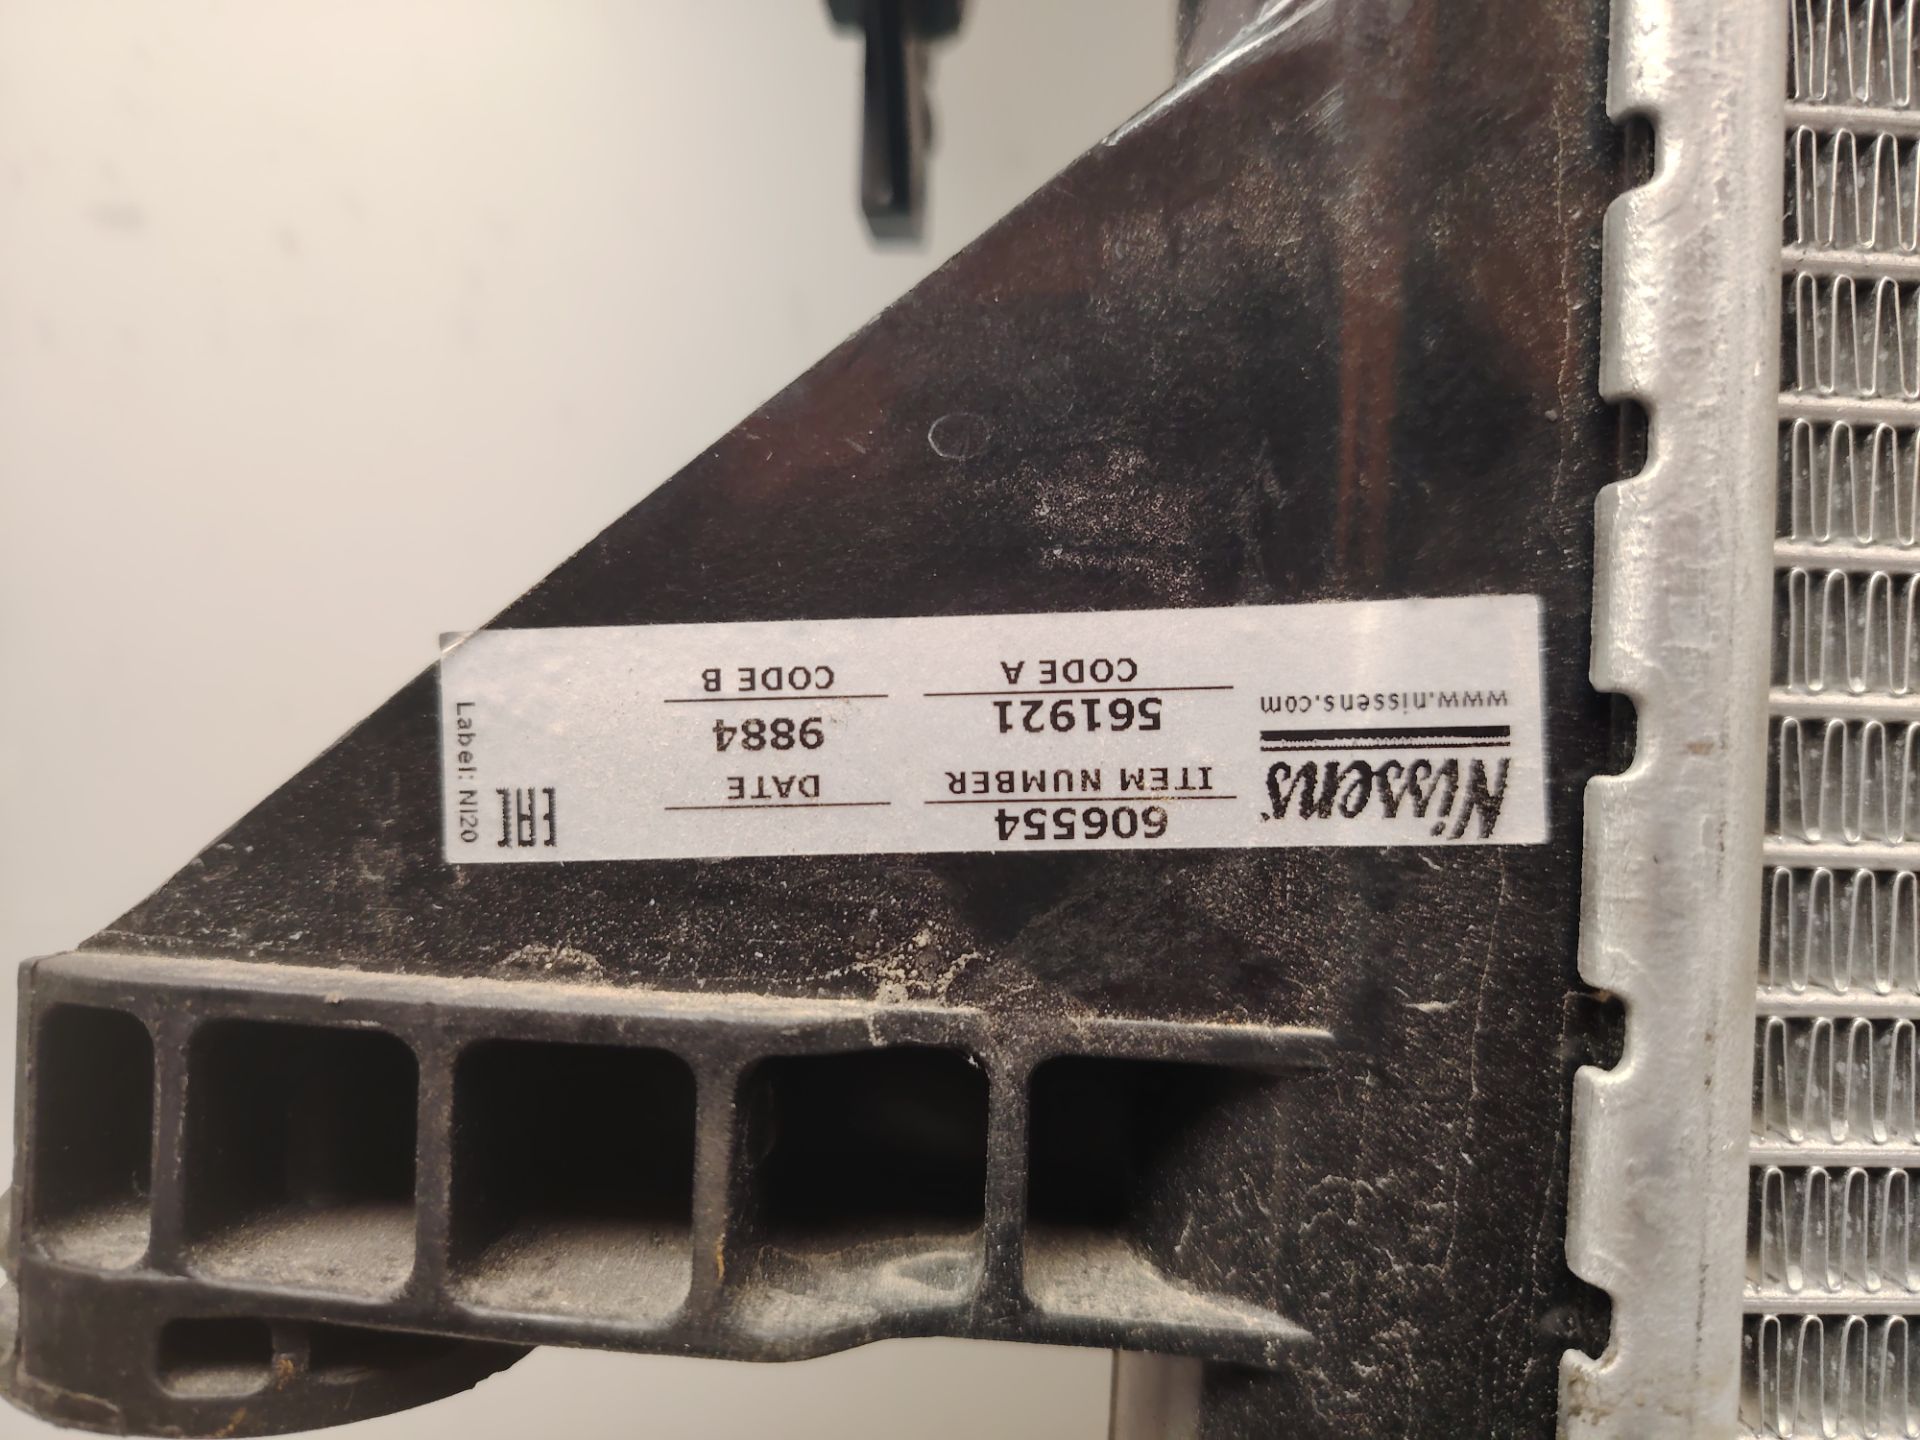 Nissens
www.nissens.com
606554
ITEM NUMBER
DATE
561921
CODE A
9884
CODE B
EAC
Label: NI20